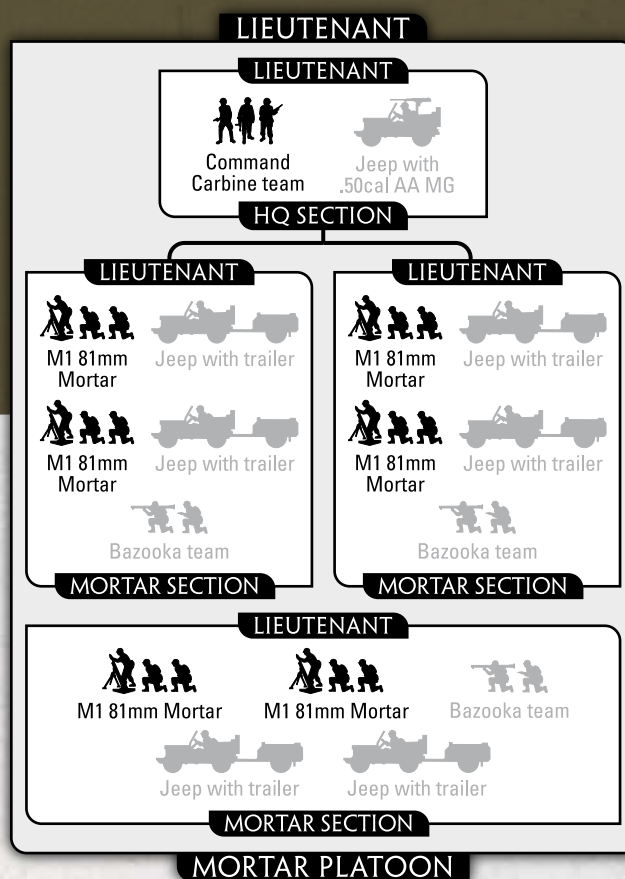 LIEUTENANT
LIEUTENANT
Command
Carbine team
Jeep with
.50cal AA MG
HQ SECTION
LIEUTENANT
M1 81mm
Mortar
Jeep with trailer
M1 81mm
Mortar
Jeep with trailer
Bazooka team
MORTAR SECTION
LIEUTENANT
M1 81mm
Mortar
Jeep with trailer
M1 81mm
Mortar
Jeep with trailer
Bazooka team
MORTAR SECTION
LIEUTENANT
M1 81mm Mortar
M1 81mm Mortar
Bazooka team
Jeep with trailer
Jeep with trailer
MORTAR SECTION
MORTAR PLATOON